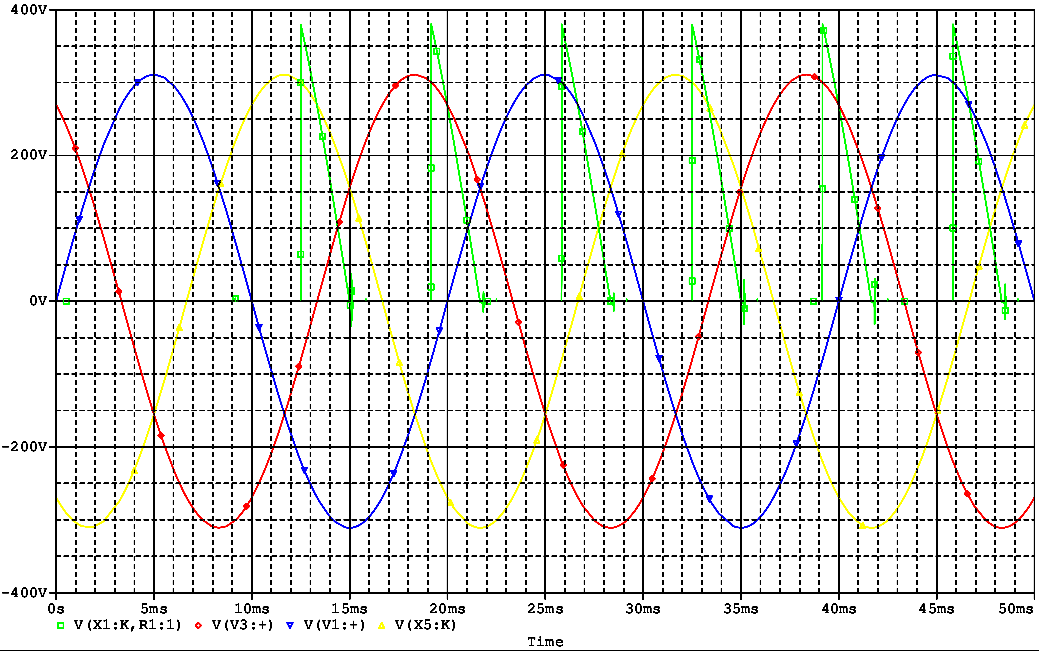 400V
200V
0V
-200V
-400V
0s 5ms 10ms 15ms 20ms 25ms 30ms 35ms 40ms 45ms 50ms
V(X1:K,R1:1) V(V3:+) V(V1:+) V(X5:K)
Time